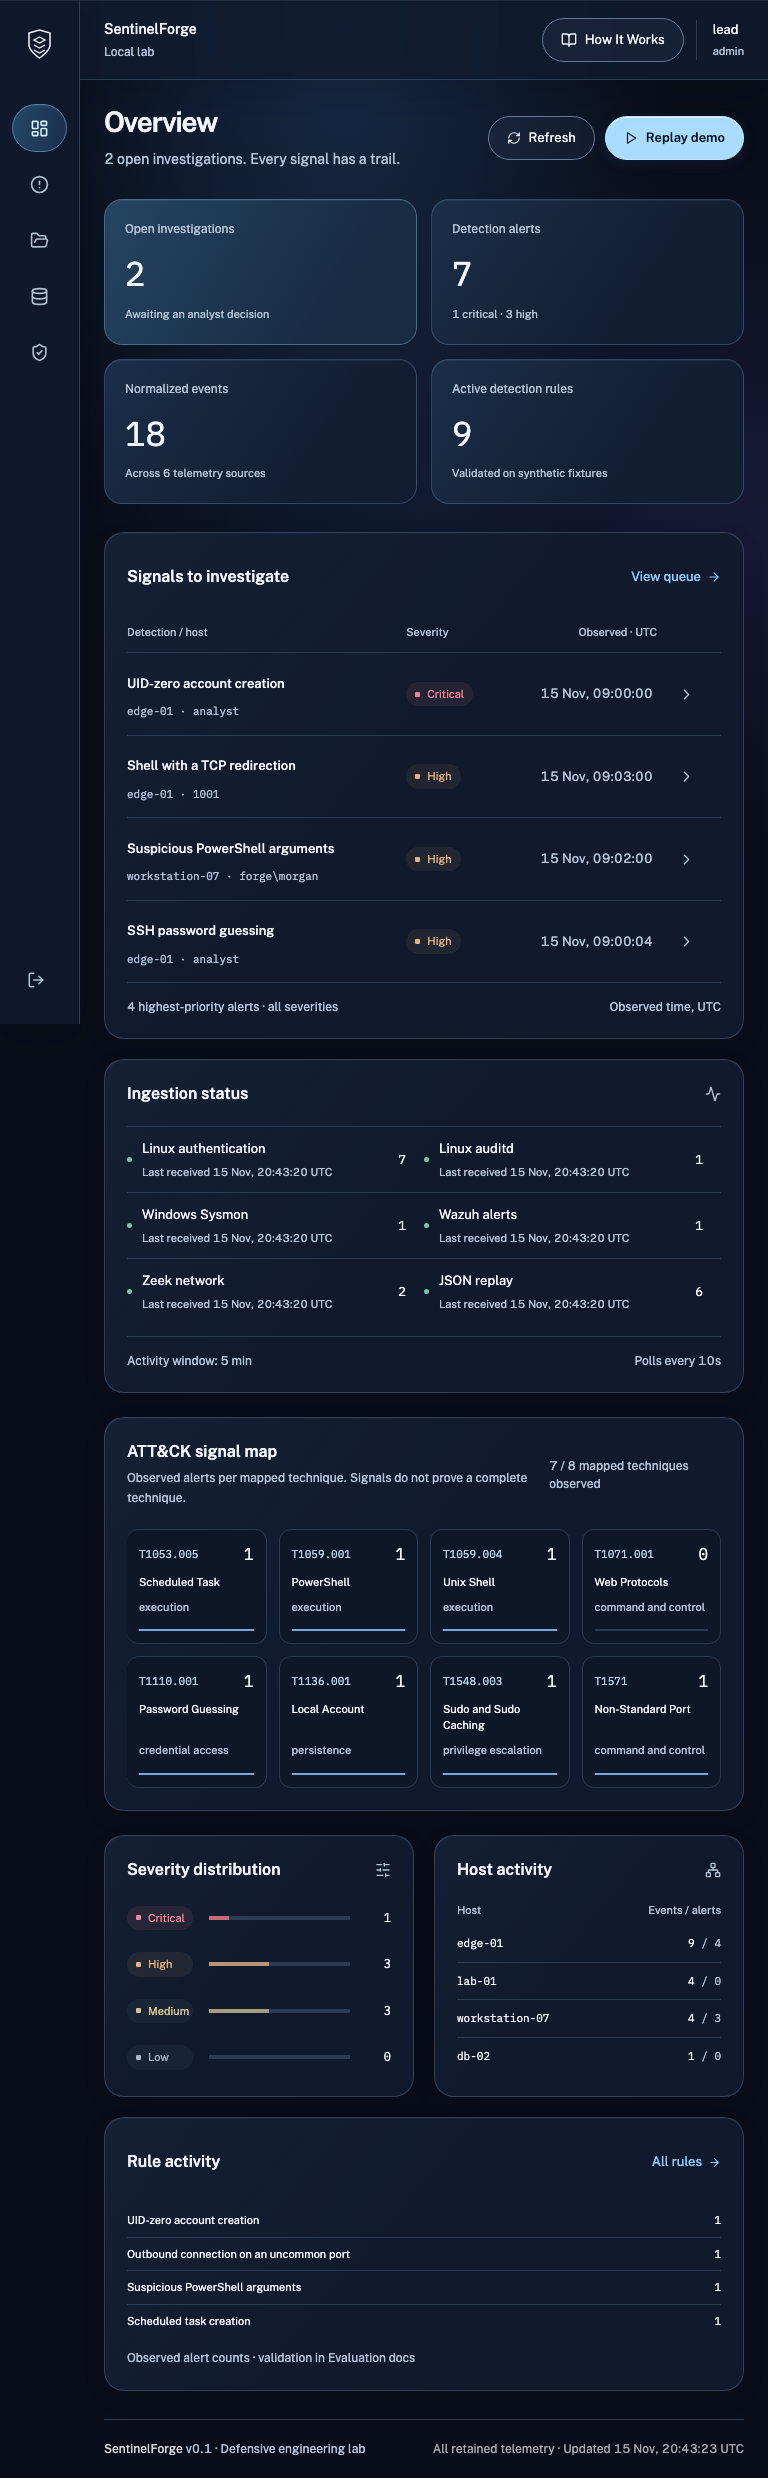 SentinelForge
Local lab
How It Works
lead
admin
Overview
2 open investigations. Every signal has a trail.
Refresh
Replay demo
Open investigations
2
Awaiting an analyst decision
Detection alerts
7
1 critical · 3 high
Normalized events
18
Across 6 telemetry sources
Active detection rules
9
Validated on synthetic fixtures
Signals to investigate
View queue
Detection / host Severity Observed · UTC
UID-zero account creation
edge-01 · analyst
Critical
15 Nov, 09:00:00
Shell with a TCP redirection
edge-01 · 1001
High
15 Nov, 09:03:00
Suspicious PowerShell arguments
workstation-07 · forge\morgan
High
15 Nov, 09:02:00
SSH password guessing
edge-01 · analyst
High
15 Nov, 09:00:04
4 highest-priority alerts · all severities
Observed time, UTC
Ingestion status
Linux authentication
Last received 15 Nov, 20:43:20 UTC
7
Linux auditd
Last received 15 Nov, 20:43:20 UTC
1
Windows Sysmon
Last received 15 Nov, 20:43:20 UTC
1
Wazuh alerts
Last received 15 Nov, 20:43:20 UTC
1
Zeek network
Last received 15 Nov, 20:43:20 UTC
2
JSON replay
Last received 15 Nov, 20:43:20 UTC
6
Activity window: 5 min
Polls every 10s
ATT&CK signal map
Observed alerts per mapped technique. Signals do not prove a complete
technique.
7 / 8 mapped techniques
observed
T1053.005 1
Scheduled Task
execution
T1059.001 1
PowerShell
execution
T1059.004 1
Unix Shell
execution
T1071.001 0
Web Protocols
command and control
T1110.001 1
Password Guessing
credential access
T1136.001 1
Local Account
persistence
T1548.003 1
Sudo and Sudo
Caching
privilege escalation
T1571 1
Non-Standard Port
command and control
Severity distribution
Critical 1
High 3
Medium 3
Low 0
Host activity
Host Events / alerts
edge-01 9 / 4
lab-01 4 / 0
workstation-07 4 / 3
db-02 1 / 0
Rule activity
All rules
UID-zero account creation 1
Outbound connection on an uncommon port 1
Suspicious PowerShell arguments 1
Scheduled task creation 1
Observed alert counts · validation in Evaluation docs
SentinelForge v0.1 · Defensive engineering lab
All retained telemetry · Updated 15 Nov, 20:43:23 UTC